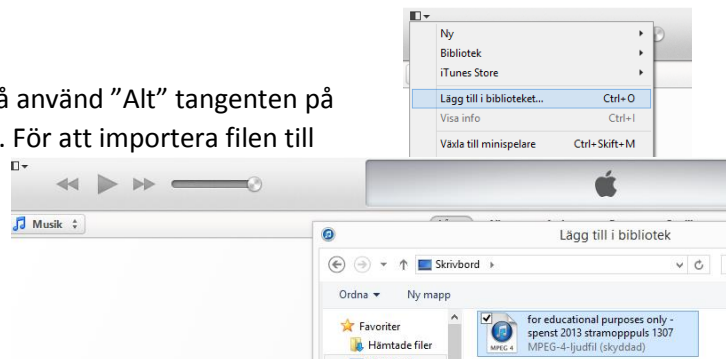 Ny
Bibliotek
iTunes Store
Lägg till i biblioteket... Ctrl+O
Visa info Ctrl+I
Växla till minispelare Ctrl+Skift+M
å använd ”Alt” tangenten på
. För att importera filen till
Musik
Lägg till i bibliotek
Skrivbord
Ordna Ny mapp
Favoriter
Hämtade filer
for educational purposes only -
spenst 2013 stramopppuls 1307
MPEG-4-ljudfil (skyddad)
MPEG 4